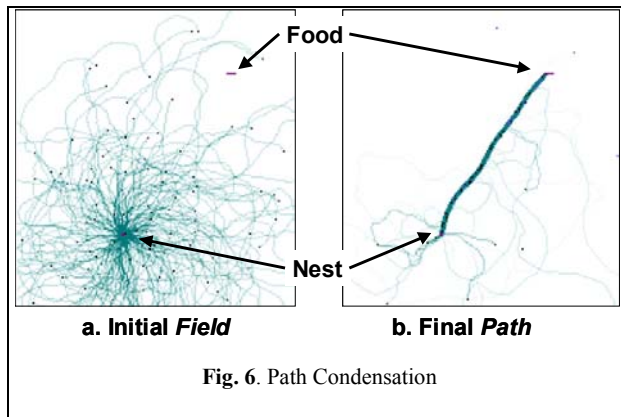 Food
Nest
a. Initial Field
b. Final Path
Fig. 6. Path Condensation